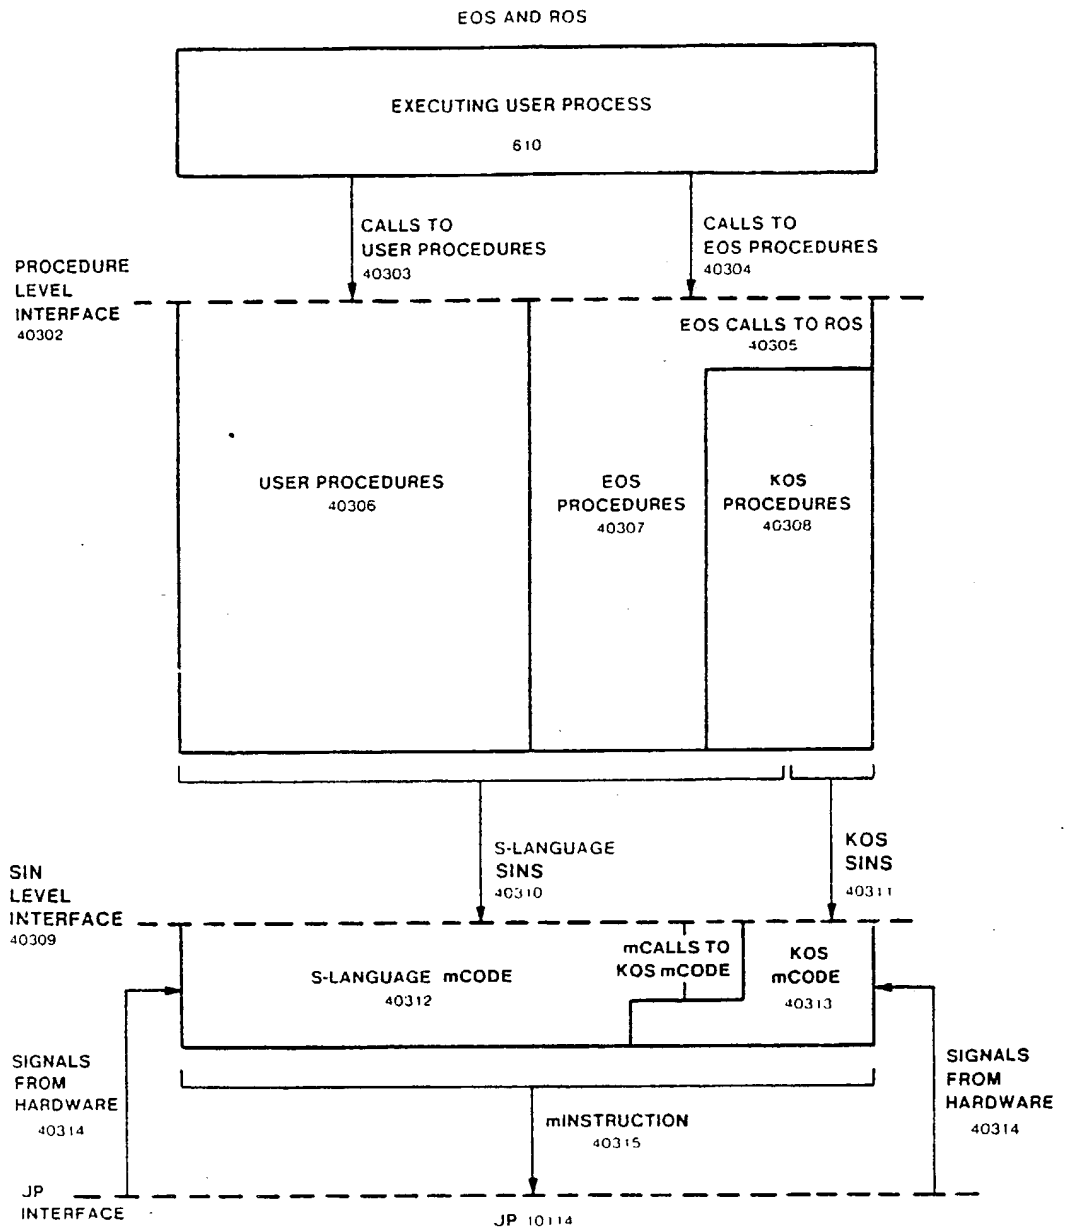 EOS AND ROS
EXECUTING USER PROCESS
610
CALLS TO
USER PROCEDURES
40303
CALLS TO
EOS PROCEDURES
40304
PROCEDURE
LEVEL
INTERFACE
40302
EOS CALLS TO ROS
40305
USER PROCEDURES
40306
EOS
PROCEDURES
40307
KOS
PROCEDURES
40308
S-LANGUAGE
SINS
40310
KOS
SINS
40311
SIN
LEVEL
INTERFACE
40309
S-LANGUAGE mCODE
40312
mCALLS TO
KOS mCODE
KOS
mCODE
40313
SIGNALS
FROM
HARDWARE
40314
SIGNALS
FROM
HARDWARE
40314
mINSTRUCTION
40315
JP
INTERFACE
JP 10114